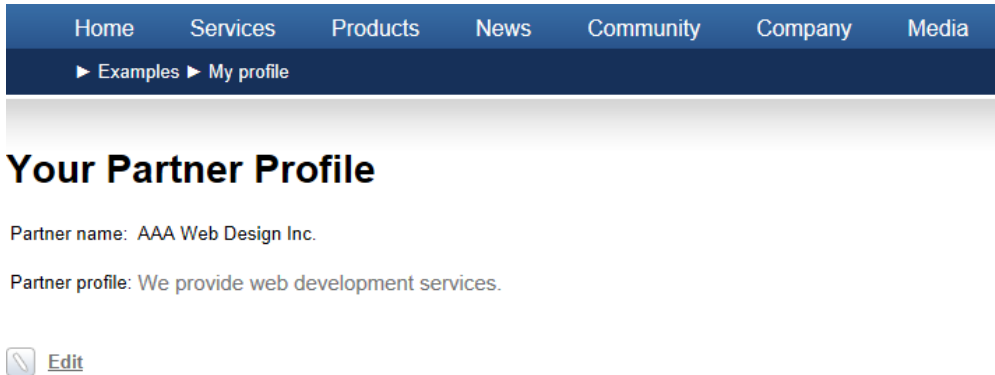 Home Services Products News Community Company Media
► Examples ► My profile
Your Partner Profile
Partner name: AAA Web Design Inc.
Partner profile: We provide web development services.
Edit